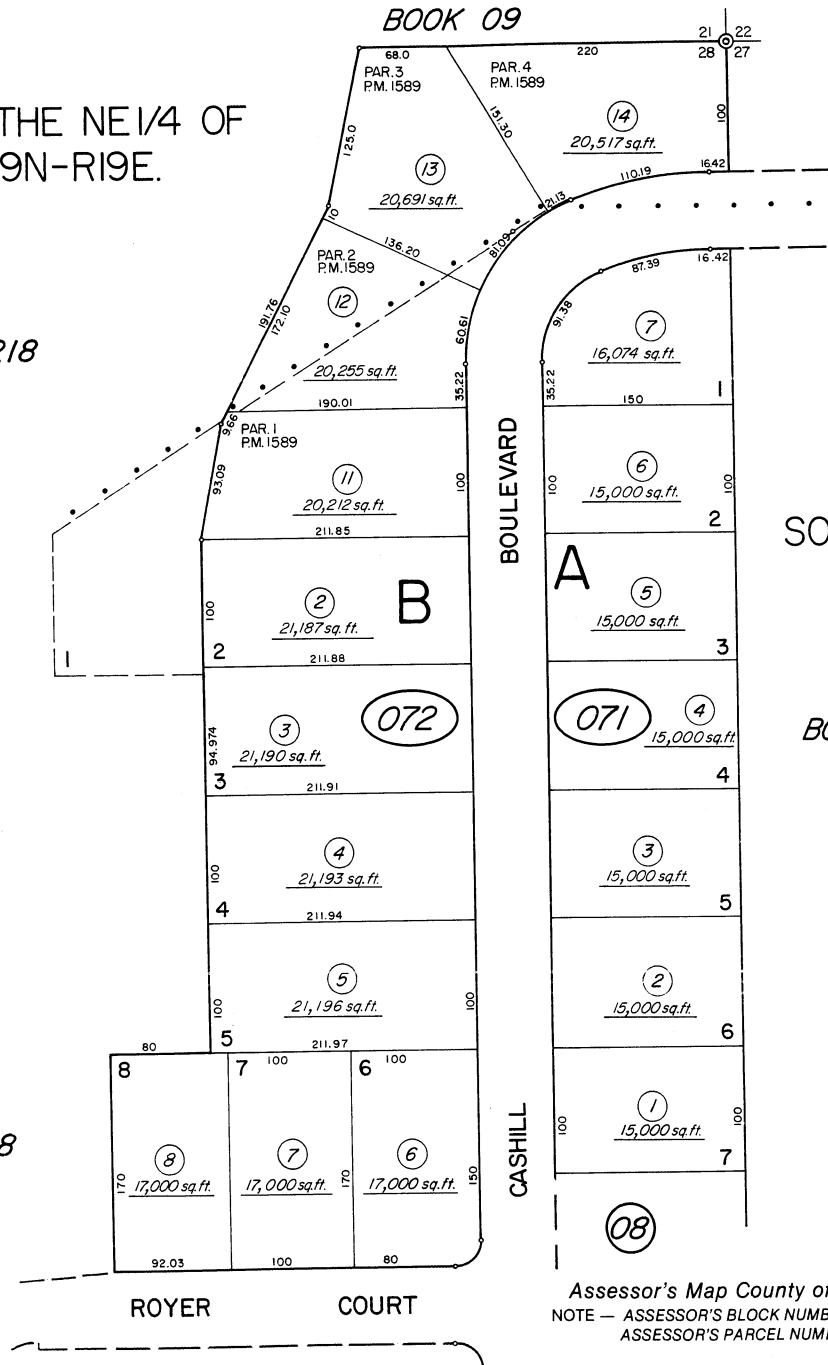 BOOK 09
21 22
28 27
68.0
220
PAR. 3
P.M. 1589
PAR. 4
P.M. 1589
THE NE 1/4 OF
9N-R19E.
125.0
151.30
100
14
20,517 sq. ft.
13
20,691 sq. ft.
110.19
16.42
21.13
10
136.20
81.09
PAR. 2
P.M. 1589
12
20,255 sq. ft.
191.76
172.10
60.61
35.22
190.01
87.39
16.42
91.38
7
16,074 sq. ft.
35.22
150
1
218
9.66
PAR. 1
P.M. 1589
93.09
11
20,212 sq. ft.
211.85
100
BOULEVARD
100
6
15,000 sq. ft.
100
2
SO
A
B
2
21,187 sq. ft.
100
2
211.88
1
5
15,000 sq. ft.
3
072
071
3
21,190 sq. ft.
94.974
3
211.91
4
15,000 sq. ft.
4
BO
4
21,193 sq. ft.
100
4
211.94
3
15,000 sq. ft.
5
5
21,196 sq. ft.
100
100
5
211.97
2
15,000 sq. ft.
6
80
8
7
100
6
100
8
17,000 sq. ft.
170
7
17,000 sq. ft.
170
6
17,000 sq. ft.
150
92.03
100
80
CASHILL
1
15,000 sq. ft.
100
100
7
08
8
ROYER COURT
Assessor's Map County of
NOTE — ASSESSOR'S BLOCK NUMB
ASSESSOR'S PARCEL NUM